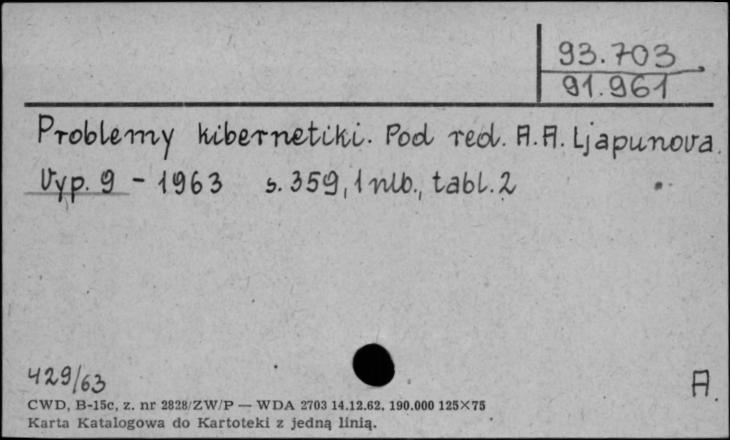 93.703
91.961
Problemy kibernetiki. Pod red. A.A. Ljapunova.
Vyp. 9 - 1963 s. 359, 1 nlb., tabl. 2
429/63
A
CWD, B-15c, z. nr 2828/ZW/P — WDA 2703 14.12.62. 190.000 125×75
Karta Katalogowa do Kartoteki z jedną linią.